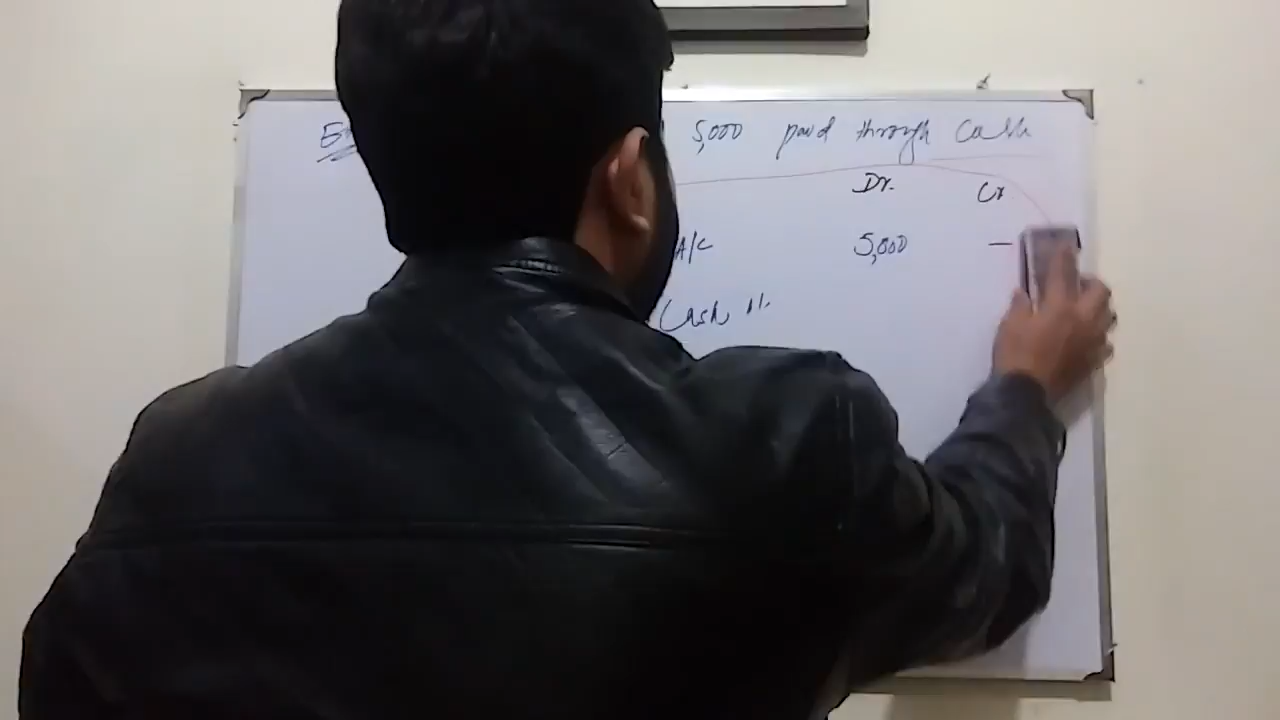 5,000 paid through Cash
Dr. Cr
A/c 5,000 —
Cash